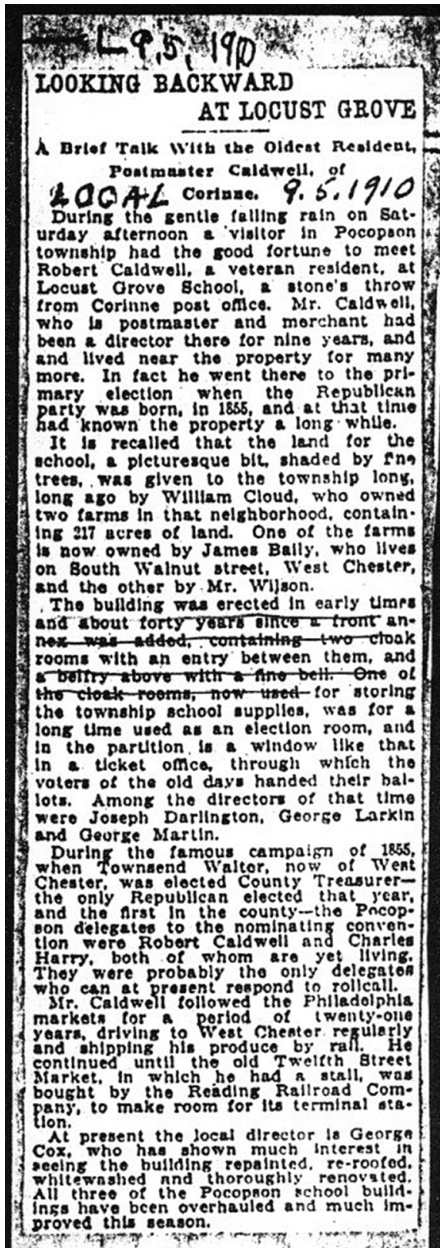 L 9,5,1910
LOOKING BACKWARD
AT LOCUST GROVE
A Brief Talk With the Oldest Resident,
Postmaster Caldwell, of
LOCAL Corinne. 9.5.1910
During the gentle falling rain on Sat-
urday afternoon a visitor in Pocopson
township had the good fortune to meet
Robert Caldwell, a veteran resident, at
Locust Grove School, a stone's throw
from Corinne post office. Mr. Caldwell,
who is postmaster and merchant had
been a director there for nine years, and
and lived near the property for many
more. In fact he went there to the pri-
mary election when the Republican
party was born, in 1855, and at that time
had known the property a long while.
It is recalled that the land for the
school, a picturesque bit, shaded by fine
trees, was given to the township long,
long ago by William Cloud, who owned
two farms in that neighborhood, contain-
ing 217 acres of land. One of the farms
is now owned by James Baily, who lives
on South Walnut street, West Chester,
and the other by Mr. Wilson.
The building was erected in early times
and about forty years since a front an-
nex was added, containing two cloak
rooms with an entry between them, and
a belfry above with a fine bell. One of
the cloak rooms, now used for storing
the township school supplies, was for a
long time used as an election room, and
in the partition is a window like that
in a ticket office, through which the
voters of the old days handed their bal-
lots. Among the directors of that time
were Joseph Darlington, George Larkin
and George Martin.
During the famous campaign of 1855,
when Townsend Walter, now of West
Chester, was elected County Treasurer—
the only Republican elected that year,
and the first in the county—the Pocop-
son delegates to the nominating conven-
tion were Robert Caldwell and Charles
Harry, both of whom are yet living.
They were probably the only delegates
who can at present respond to rollcall.
Mr. Caldwell followed the Philadelphia
markets for a period of twenty-one
years, driving to West Chester regularly
and shipping his produce by rail. He
continued until the old Twelfth Street
Market, in which he had a stall, was
bought by the Reading Railroad Com-
pany, to make room for its terminal sta-
tion.
At present the local director is George
Cox, who has shown much interest in
seeing the building repainted, re-roofed,
whitewashed and thoroughly renovated.
All three of the Pocopson school build-
ings have been overhauled and much im-
proved this season.